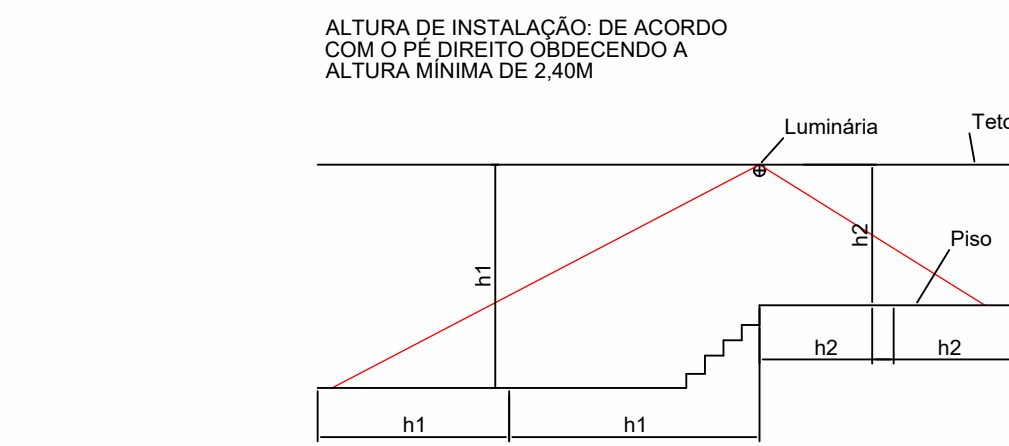 ALTURA DE INSTALAÇÃO: DE ACORDO
COM O PÉ DIREITO OBDECENDO A
ALTURA MÍNIMA DE 2,40M
Luminária
Teto
h2
Piso
h1
h2
h2
h1
h1